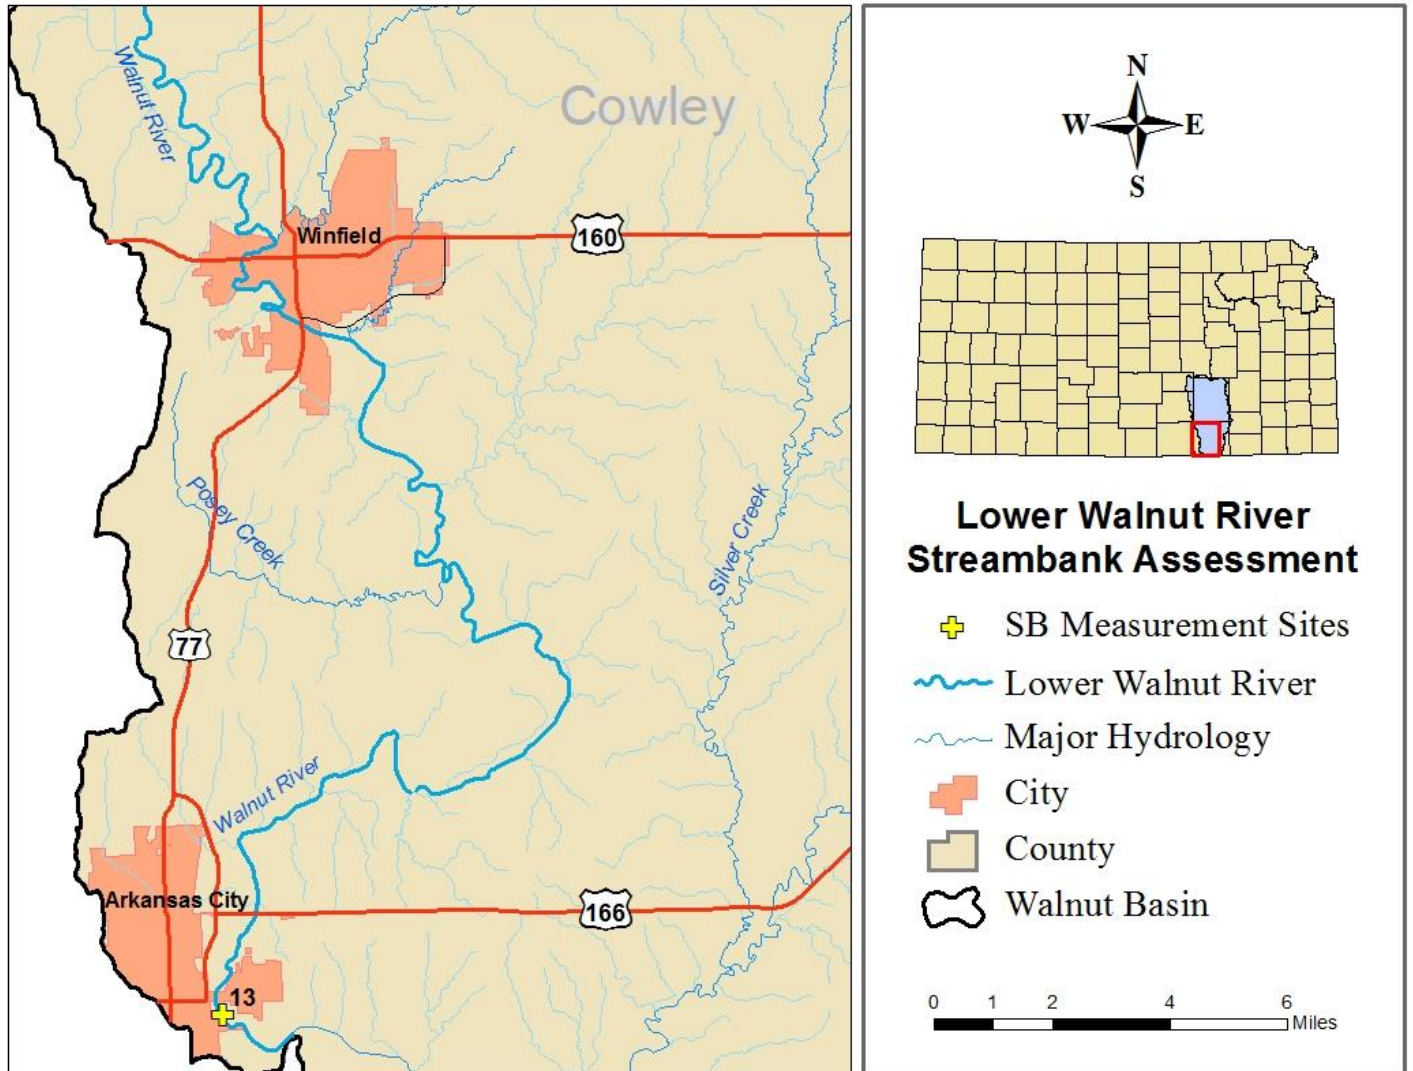 Walnut River
Cowley
Winfield
160
Posey Creek
Silver Creek
77
Walnut River
Arkansas City
166
13
N
W E
S
Lower Walnut River
Streambank Assessment
SB Measurement Sites
Lower Walnut River
Major Hydrology
City
County
Walnut Basin
0 1 2 4 6
Miles